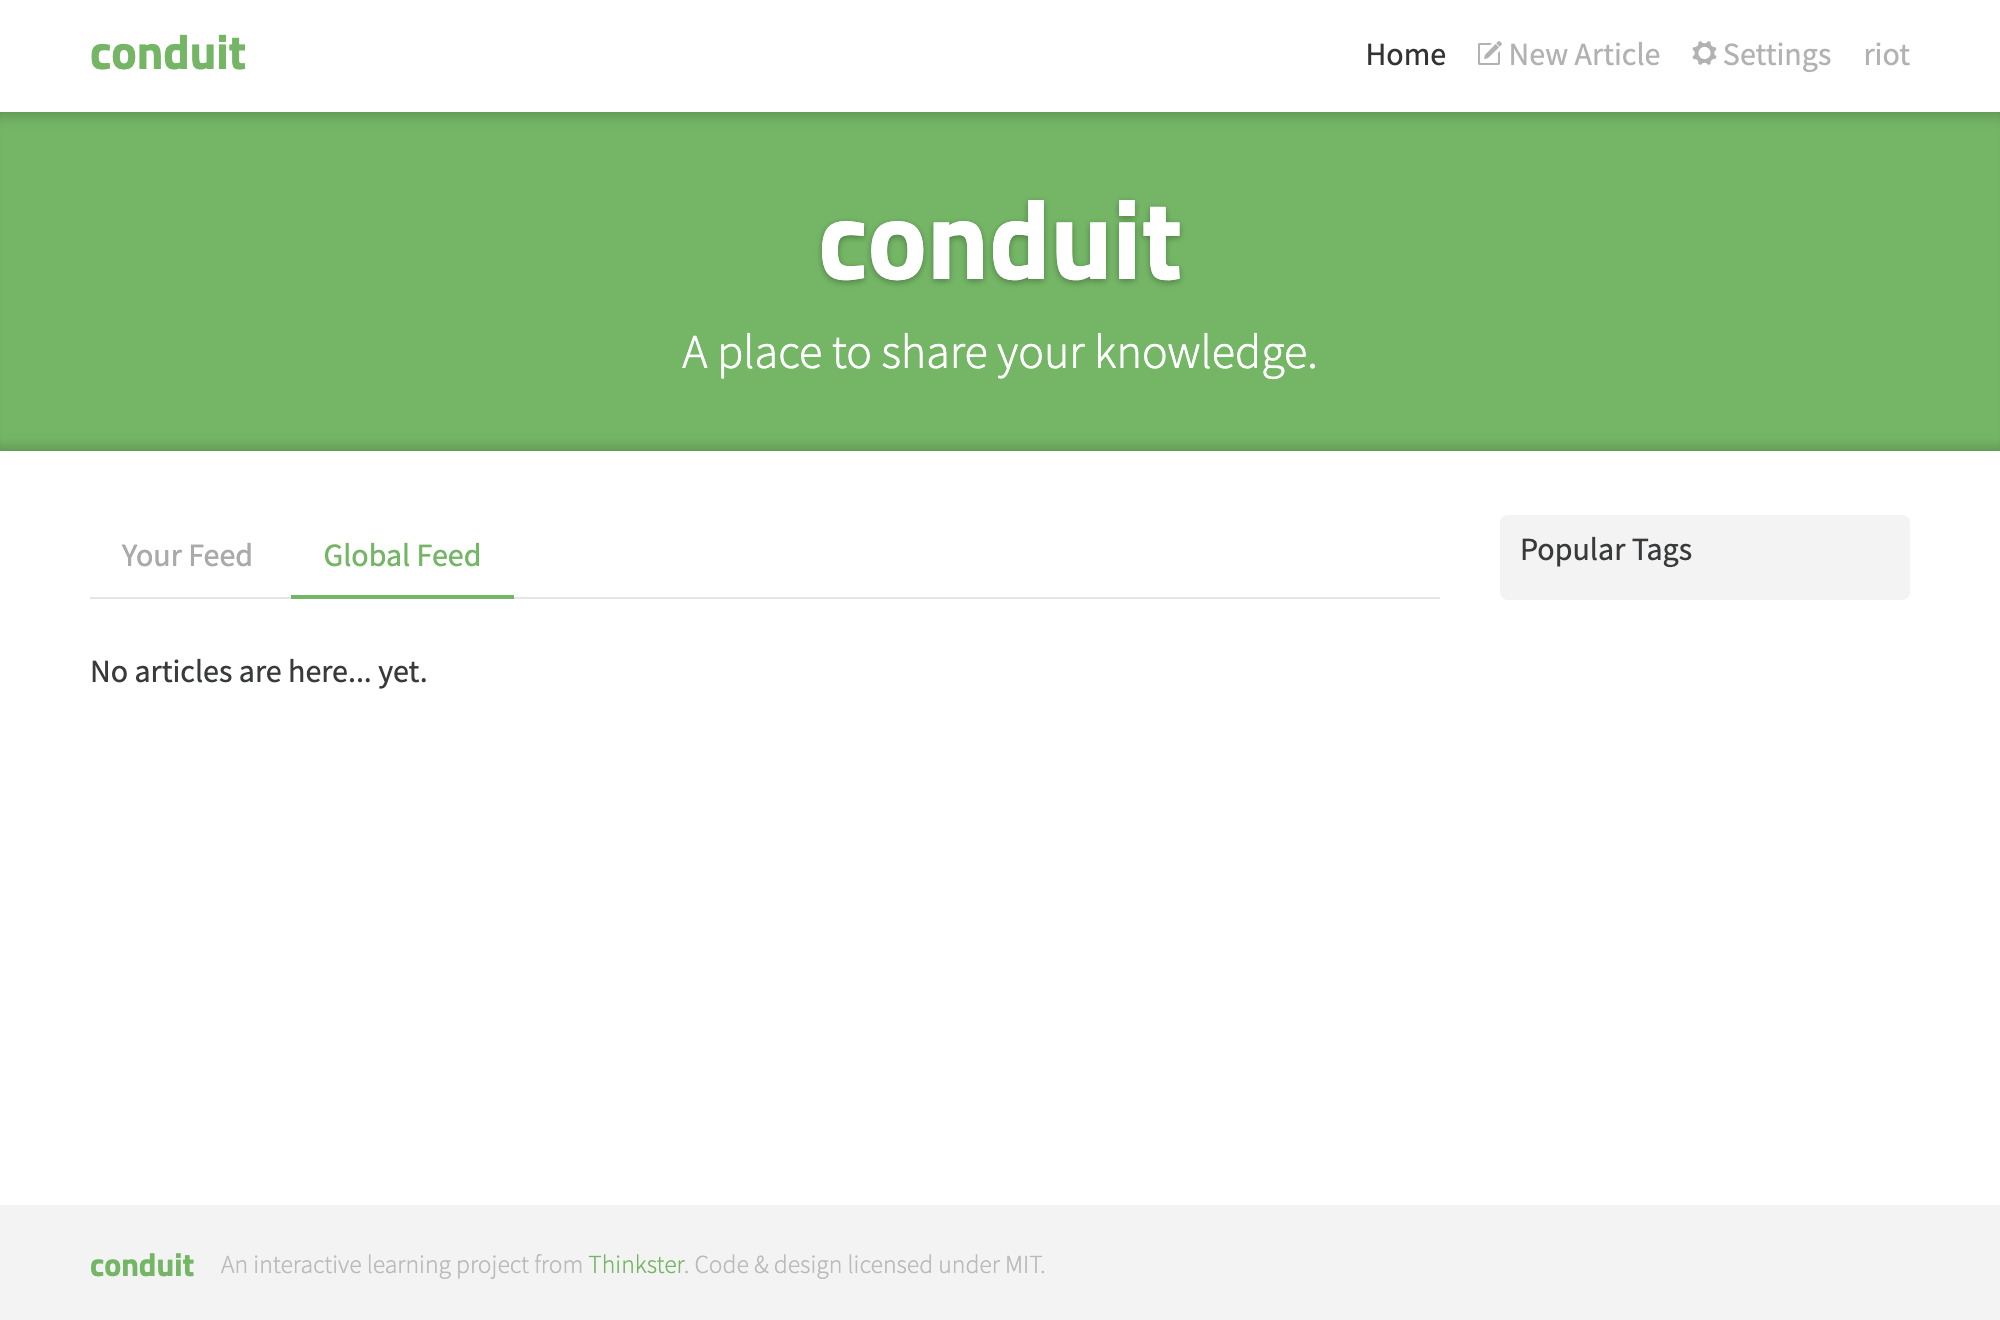 conduit
Home New Article Settings riot
conduit
A place to share your knowledge.
Your Feed Global Feed
Popular Tags
No articles are here... yet.
conduit An interactive learning project from Thinkster. Code & design licensed under MIT.